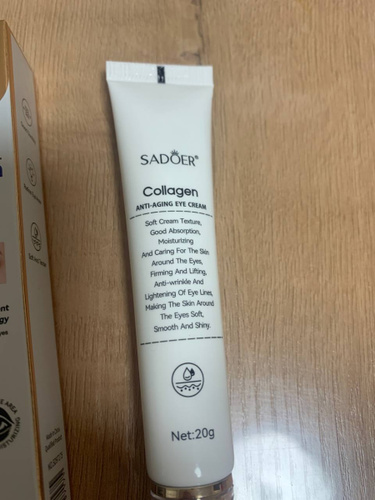 SADOER®
Collagen
ANTI-AGING EYE CREAM
Soft Cream Texture,
Good Absorption,
Moisturizing
And Caring For The Skin
Around The Eyes,
Firming And Lifting,
Anti-wrinkle And
Lightening Of Eye Lines,
Making The Skin Around
The Eyes Soft,
Smooth And Shiny.
Net:20g